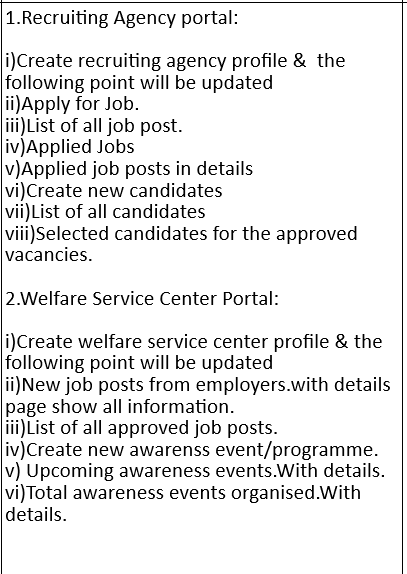 1.Recruiting Agency portal:
i)Create recruiting agency profile &  the
following point will be updated
ii)Apply for Job.
iii)List of all job post.
iv)Applied Jobs
v)Applied job posts in details
vi)Create new candidates
vii)List of all candidates
viii)Selected candidates for the approved
vacancies.
2.Welfare Service Center Portal:
i)Create welfare service center profile & the
following point will be updated
ii)New job posts from employers.with details
page show all information.
iii)List of all approved job posts.
iv)Create new awarenss event/programme.
v) Upcoming awareness events.With details.
vi)Total awareness events organised.With
details.